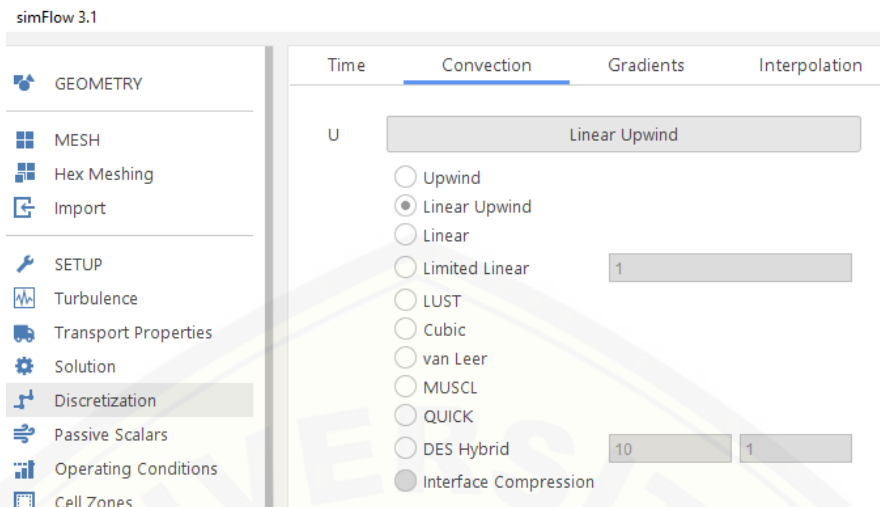 simFlow 3.1
GEOMETRY
MESH
Hex Meshing
Import
SETUP
Turbulence
Transport Properties
Solution
Discretization
Passive Scalars
Operating Conditions
Cell Zones
Time Convection Gradients Interpolation
U Linear Upwind
Upwind
Linear Upwind
Linear
Limited Linear 1
LUST
Cubic
van Leer
MUSCL
QUICK
DES Hybrid 10 1
Interface Compression